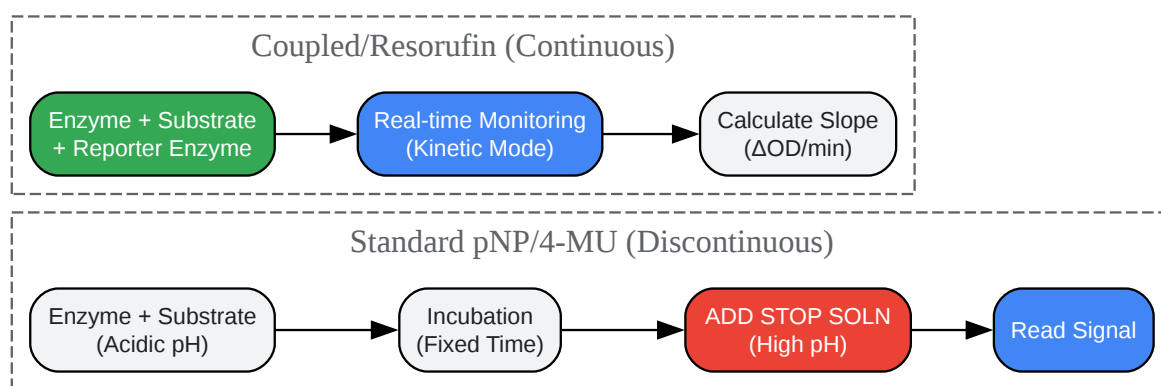 Coupled/Resorufin (Continuous)
Enzyme + Substrate
+ Reporter Enzyme
Real-time Monitoring
(Kinetic Mode)
Calculate Slope
(ΔOD/min)
Standard pNP/4-MU (Discontinuous)
Enzyme + Substrate
(Acidic pH)
Incubation
(Fixed Time)
ADD STOP SOLN
(High pH)
Read Signal